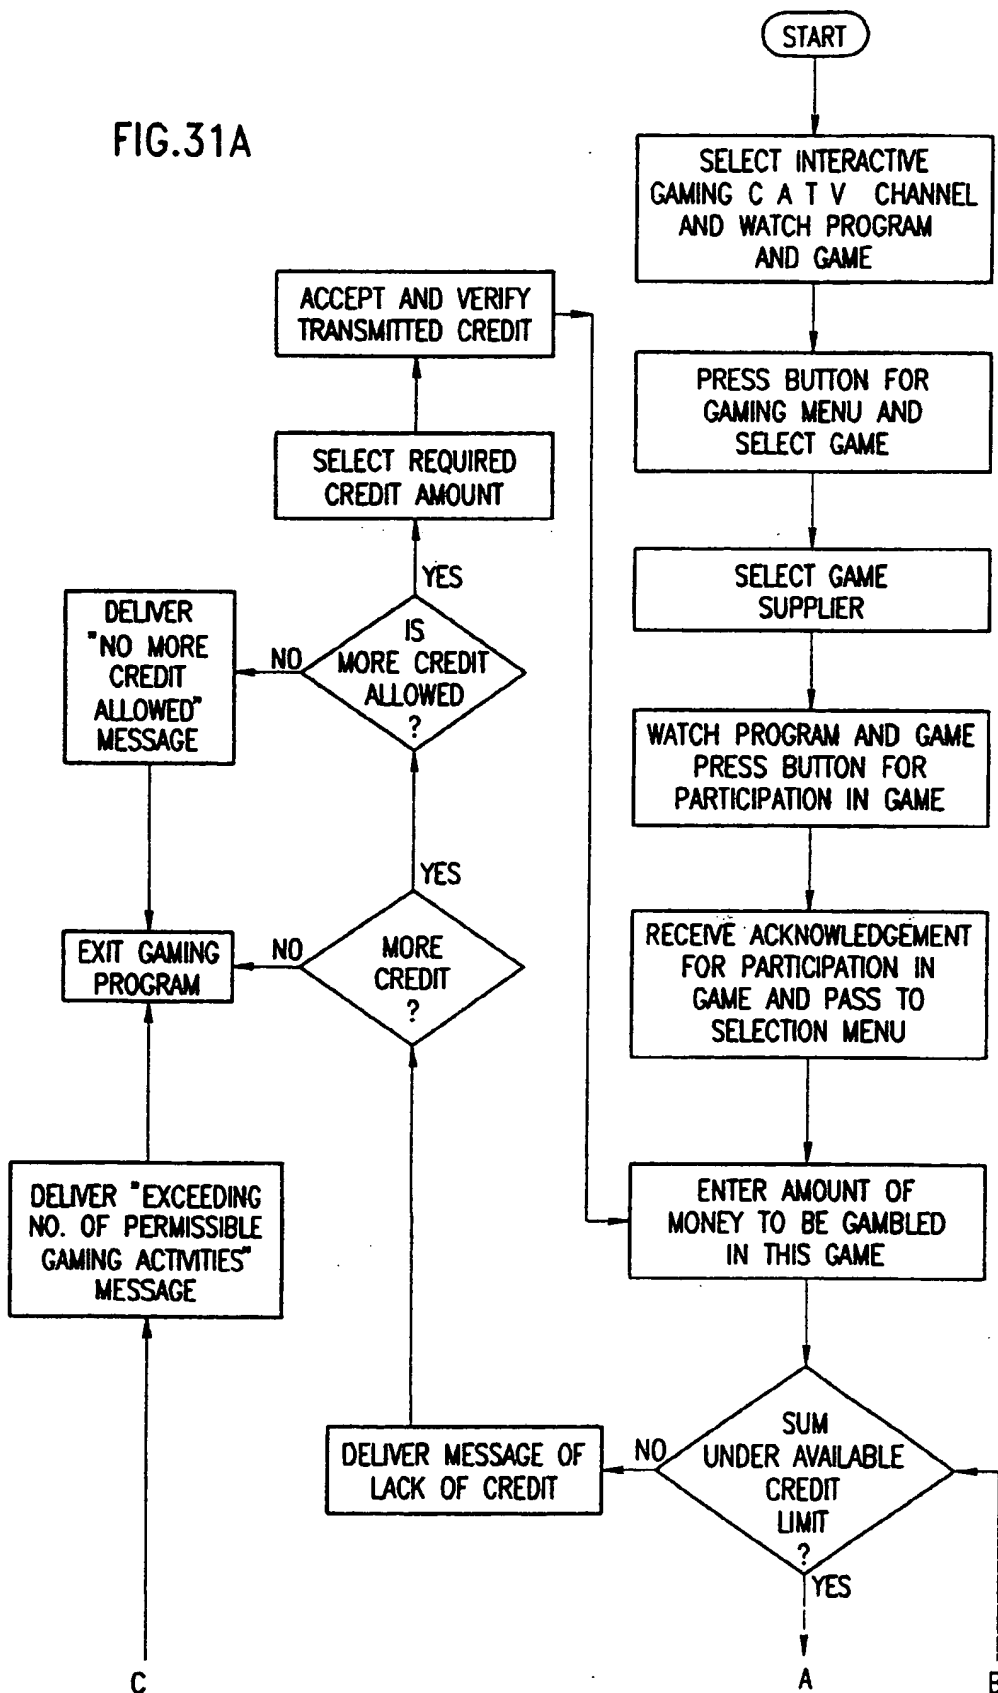 FIG.31A
START
SELECT INTERACTIVE
GAMING C A T V CHANNEL
AND WATCH PROGRAM
AND GAME
PRESS BUTTON FOR
GAMING MENU AND
SELECT GAME
SELECT GAME
SUPPLIER
WATCH PROGRAM AND GAME
PRESS BUTTON FOR
PARTICIPATION IN GAME
RECEIVE ACKNOWLEDGEMENT
FOR PARTICIPATION IN
GAME AND PASS TO
SELECTION MENU
ENTER AMOUNT OF
MONEY TO BE GAMBLED
IN THIS GAME
SUM
UNDER AVAILABLE
CREDIT
LIMIT
?
NO
YES
A
B
DELIVER MESSAGE OF
LACK OF CREDIT
MORE
CREDIT
?
NO
YES
IS
MORE CREDIT
ALLOWED
?
NO
YES
SELECT REQUIRED
CREDIT AMOUNT
ACCEPT AND VERIFY
TRANSMITTED CREDIT
DELIVER
"NO MORE
CREDIT
ALLOWED"
MESSAGE
EXIT GAMING
PROGRAM
DELIVER "EXCEEDING
NO. OF PERMISSIBLE
GAMING ACTIVITIES"
MESSAGE
C